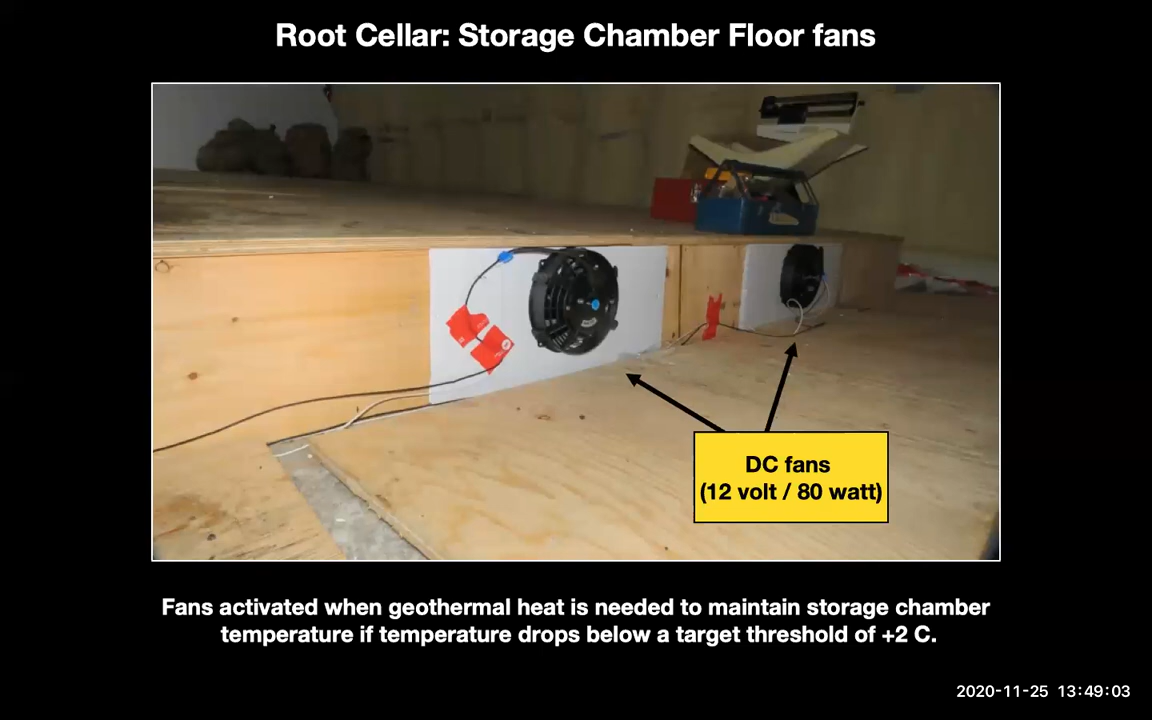 Root Cellar: Storage Chamber Floor fans
DC fans
(12 volt / 80 watt)
Fans activated when geothermal heat is needed to maintain storage chamber
temperature if temperature drops below a target threshold of +2 C.
2020-11-25 13:49:03